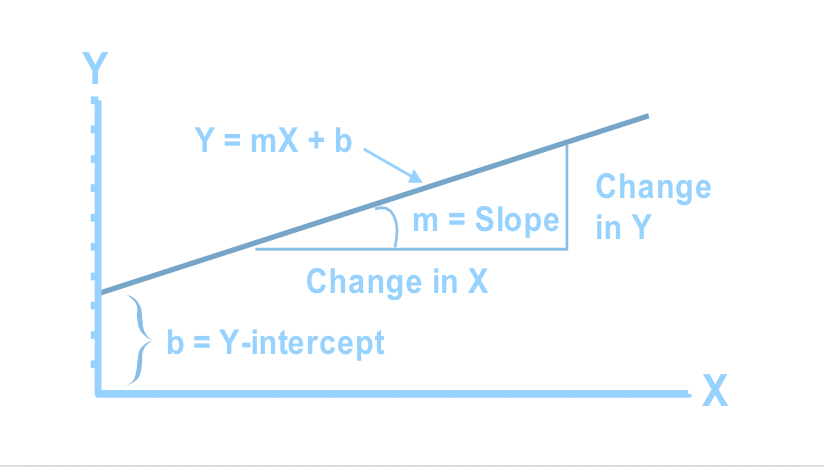 Y
Y = mX + b
Change
in Y
m = Slope
Change in X
b = Y-intercept
X